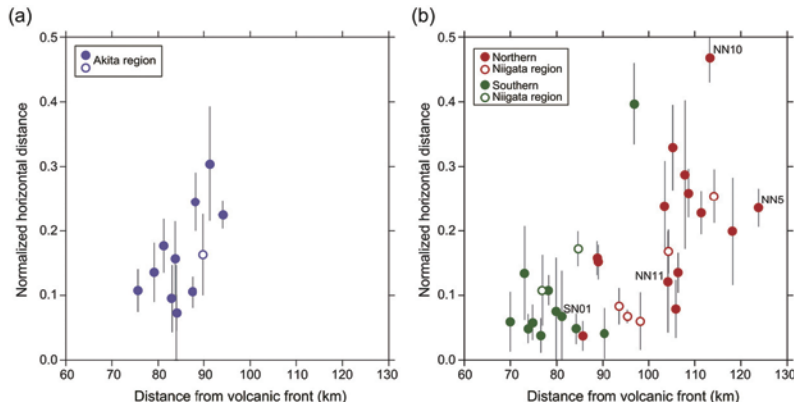 (a)
0.5
0.4
0.3
0.2
0.1
0.0
Normalized horizontal distance
Akita region
60 70 80 90 100 110 120 130
Distance from volcanic front (km)
(b)
0.5
0.4
0.3
0.2
0.1
0.0
Normalized horizontal distance
Northern
Niigata region
Southern
Niigata region
NN10
NN5
NN11
SN01
60 70 80 90 100 110 120 130
Distance from volcanic front (km)